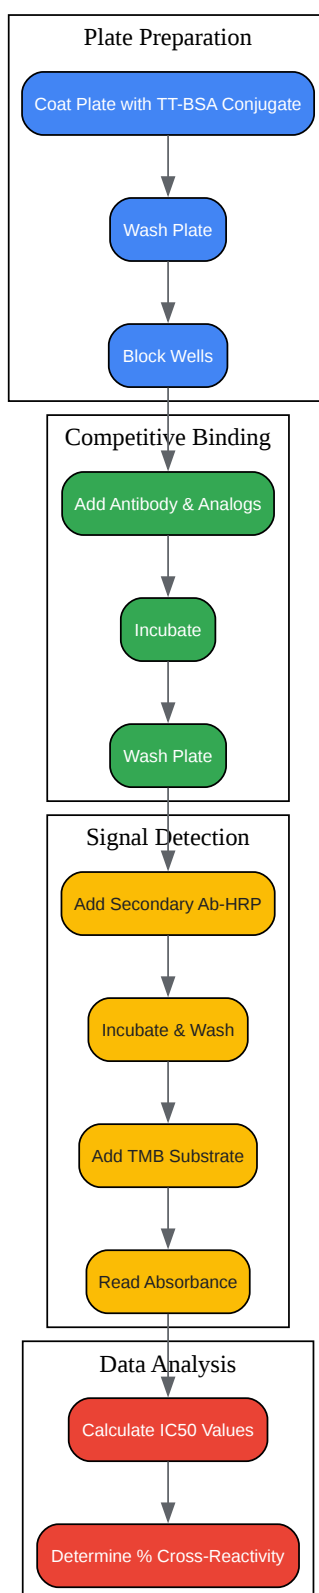 Plate Preparation
Coat Plate with TT-BSA Conjugate
Wash Plate
Block Wells
Competitive Binding
Add Antibody & Analogs
Incubate
Wash Plate
Signal Detection
Add Secondary Ab-HRP
Incubate & Wash
Add TMB Substrate
Read Absorbance
Data Analysis
Calculate IC50 Values
Determine % Cross-Reactivity